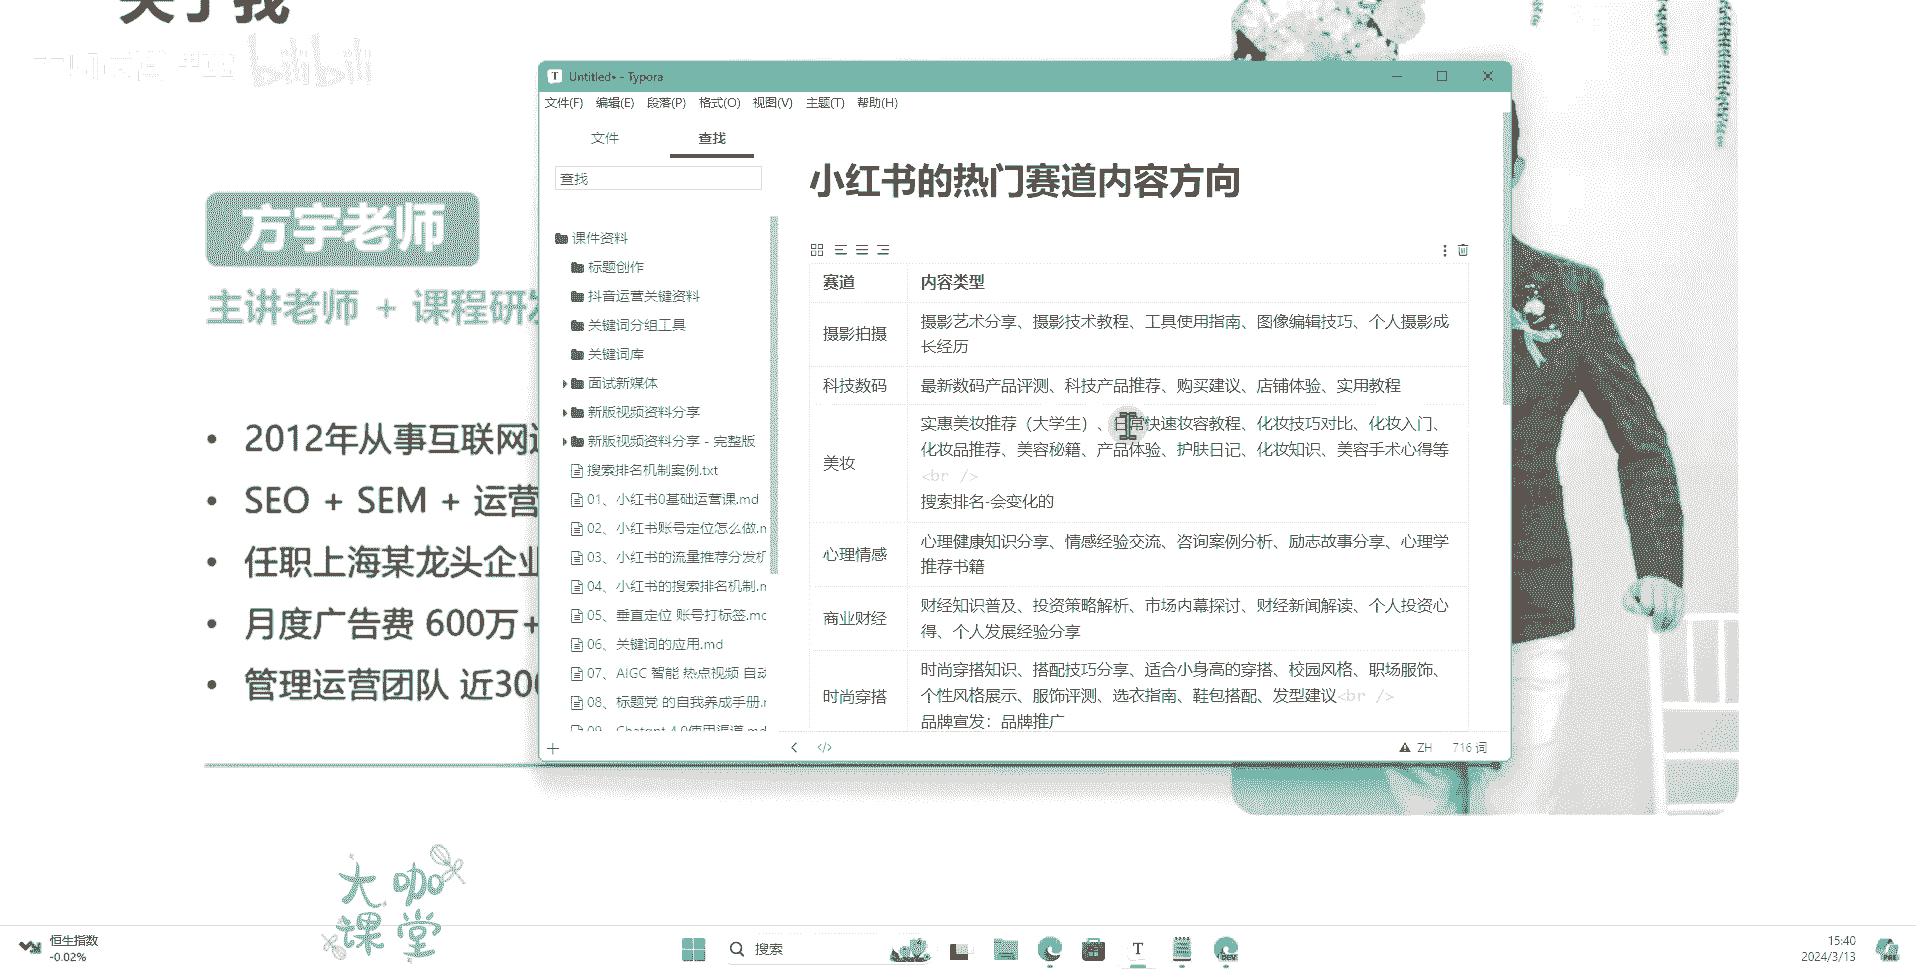 关于我
bilibili
方宇老师
主讲老师 + 课程研发
2012年从事互联网
SEO + SEM + 运营
任职上海某龙头企业
月度广告费 600万+
管理运营团队 近300
Untitled• - Typora
文件(F) 编辑(E) 段落(P) 格式(O) 视图(V) 主题(T) 帮助(H)
文件 查找
查找
课件资料
标题创作
抖音运营关键资料
关键词分组工具
关键词库
面试新媒体
新版视频资料分享
新版视频资料分享 - 完整版
搜索排名机制案例.txt
01、小红书0基础运营课.md
02、小红书账号定位怎么做.m
03、小红书的流量推荐分发机
04、小红书的搜索排名机制.m
05、垂直定位 账号打标签.md
06、关键词的应用.md
07、AIGC 智能 热点视频 自动
08、标题党 的自我养成手册.m
09、Chatgpt 4.0使用渠道.md
小红书的热门赛道内容方向
赛道 内容类型
摄影拍摄 摄影艺术分享、摄影技术教程、工具使用指南、图像编辑技巧、个人摄影成
长经历
科技数码 最新数码产品评测、科技产品推荐、购买建议、店铺体验、实用教程
美妆 实惠美妆推荐（大学生）、日常快速妆容教程、化妆技巧对比、化妆入门、
化妆品推荐、美容秘籍、产品体验、护肤日记、化妆知识、美容手术心得等
<br />
搜索排名-会变化的
心理情感 心理健康知识分享、情感经验交流、咨询案例分析、励志故事分享、心理学
推荐书籍
商业财经 财经知识普及、投资策略解析、市场内幕探讨、财经新闻解读、个人投资心
得、个人发展经验分享
时尚穿搭 时尚穿搭知识、搭配技巧分享、适合小身高的穿搭、校园风格、职场服饰、
个性风格展示、服饰评测、选衣指南、鞋包搭配、发型建议<br />
品牌宣发：品牌推广
ZH 716 词
大咖
课堂
恒生指数
-0.02%
搜索
DEV
15:40
2024/3/13
PRE